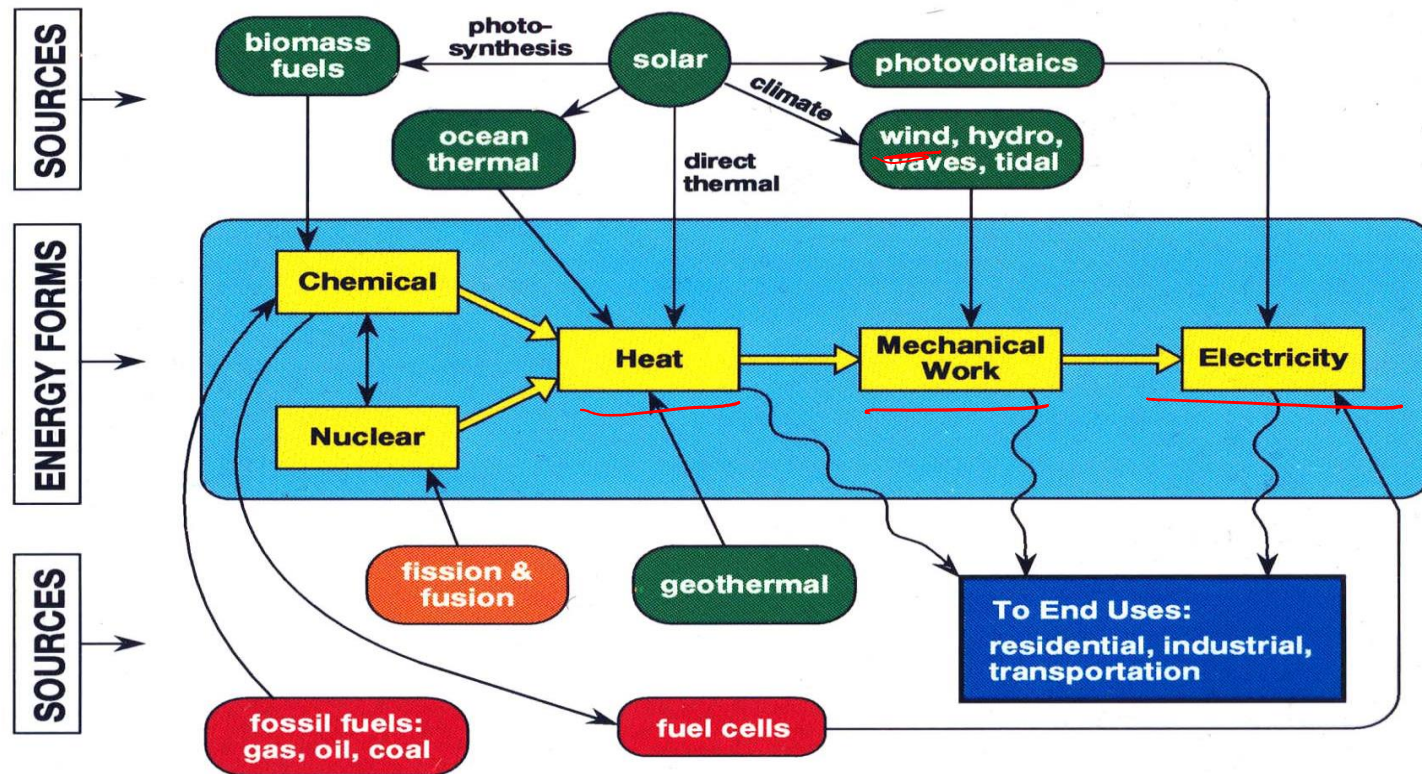 SOURCES
biomass
fuels
photo-
synthesis
solar
photovoltaics
climate
ocean
thermal
direct
thermal
wind, hydro,
waves, tidal
ENERGY FORMS
Chemical
Nuclear
Heat
Mechanical
Work
Electricity
SOURCES
fission &
fusion
geothermal
To End Uses:
residential, industrial,
transportation
fossil fuels:
gas, oil, coal
fuel cells